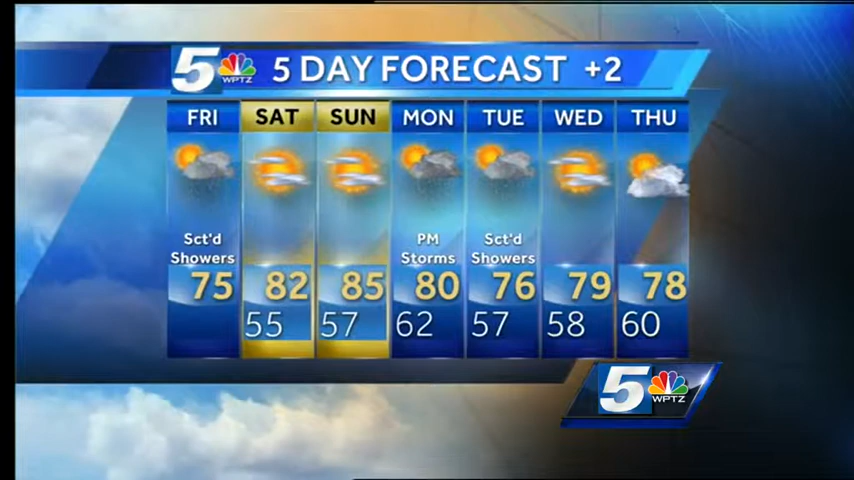 5 WPTZ 5 DAY FORECAST +2
FRI SAT SUN MON TUE WED THU
Sct'd Showers PM Storms Sct'd Showers
75 82 85 80 76 79 78
55 57 62 57 58 60
5 WPTZ